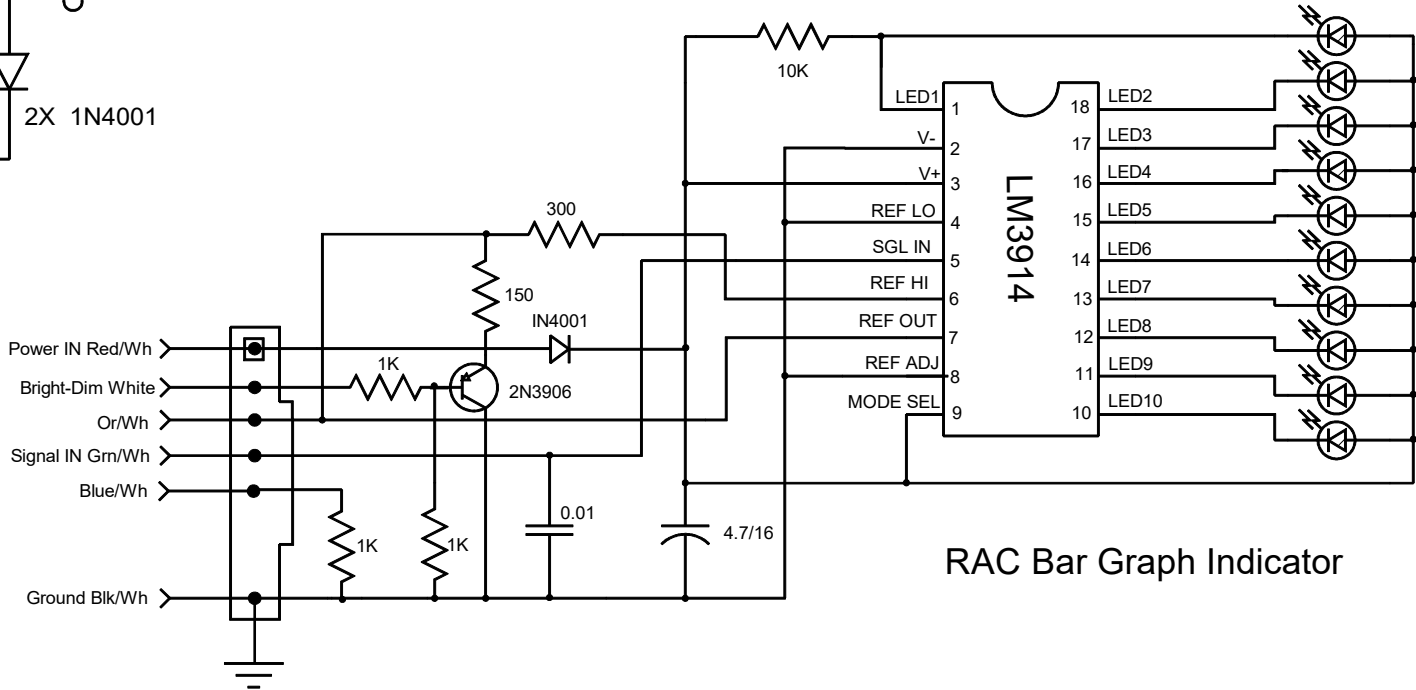 2X 1N4001
10K
LED1
1
V-
2
V+
3
REF LO
4
SGL IN
5
REF HI
6
REF OUT
7
REF ADJ
8
MODE SEL
9
LM3914
18
LED2
17
LED3
16
LED4
15
LED5
14
LED6
13
LED7
12
LED8
11
LED9
10
LED10
300
150
IN4001
1K
2N3906
Power IN Red/Wh
Bright-Dim White
Or/Wh
Signal IN Grn/Wh
Blue/Wh
Ground Blk/Wh
1K
1K
0.01
4.7/16
RAC Bar Graph Indicator